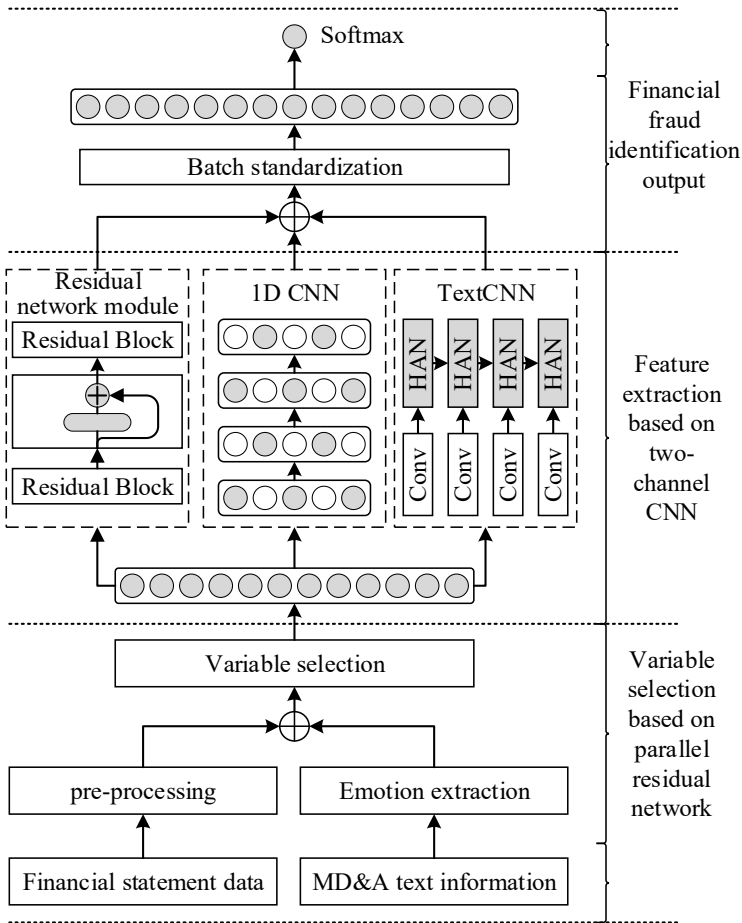 Softmax
Financial
fraud
identification
output
Batch standardization
Residual
network module
1D CNN
TextCNN
Residual Block
HAN
HAN
HAN
HAN
Feature
extraction
based on
two-
channel
CNN
Residual Block
Conv
Conv
Conv
Conv
Variable selection
Variable
selection
based on
parallel
residual
network
pre-processing
Emotion extraction
Financial statement data
MD&A text information